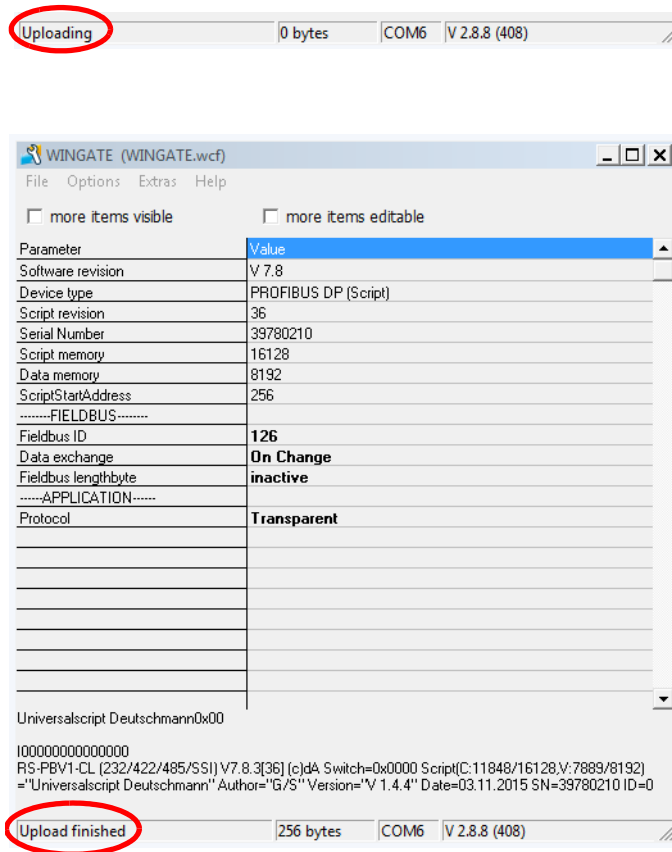 Uploading 0 bytes COM6 V 2.8.8 (408)
WINGATE (WINGATE.wcf)
File Options Extras Help
more items visible more items editable
Parameter Value
Software revision V 7.8
Device type PROFIBUS DP (Script)
Script revision 36
Serial Number 39780210
Script memory 16128
Data memory 8192
ScriptStartAddress 256
--------FIELDBUS--------
Fieldbus ID 126
Data exchange On Change
Fieldbus lengthbyte inactive
------APPLICATION------
Protocol Transparent
Universalscript Deutschmann0x00
I00000000000000
RS-PBV1-CL (232/422/485/SSI) V7.8.3[36] (c)dA Switch=0x0000 Script(C:11848/16128,V:7889/8192)
="Universalscript Deutschmann" Author="G/S" Version="V 1.4.4" Date=03.11.2015 SN=39780210 ID=0
Upload finished 256 bytes COM6 V 2.8.8 (408)